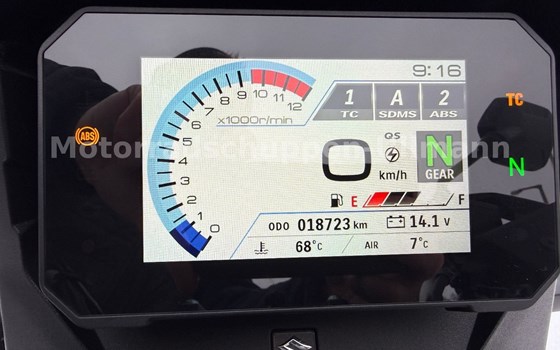 9:16
1 A 2
TC SDMS ABS
x1000r/min
0 1 2 3 4 5 6 7 8 9 10 11 12
ABS
TC
QS
0 km/h
N
GEAR
N
E F
ODO 018723 km 14.1 V
68°C AIR 7°C